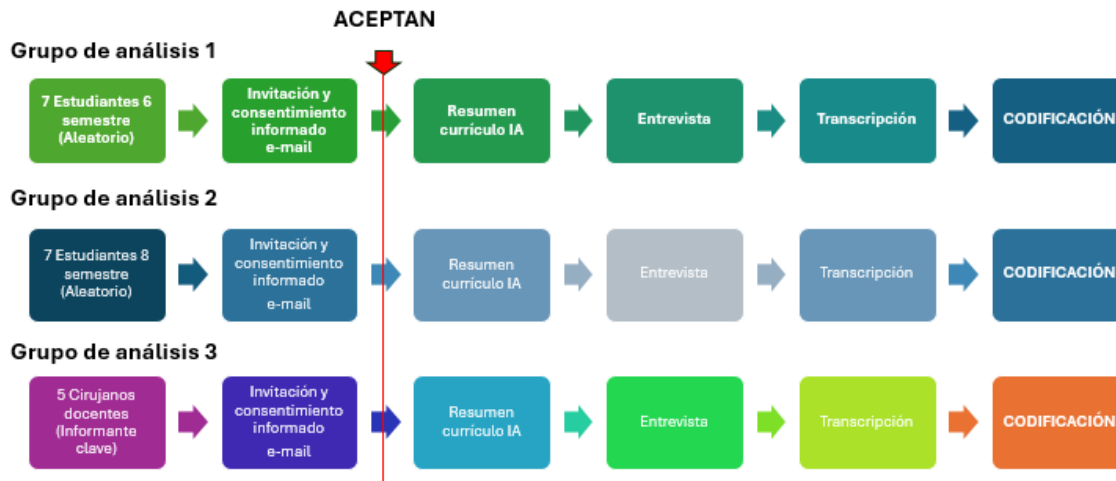 ACEPTAN
Grupo de análisis 1
7 Estudiantes 6
semestre
(Aleatorio)
Invitación y
consentimiento
informado
e-mail
Resumen
currículo IA
Entrevista
Transcripción
CODIFICACIÓN
Grupo de análisis 2
7 Estudiantes 8
semestre
(Aleatorio)
Invitación y
consentimiento
informado
e-mail
Resumen
currículo IA
Entrevista
Transcripción
CODIFICACIÓN
Grupo de análisis 3
5 Cirujanos
docentes
(Informante
clave)
Invitación y
consentimiento
informado
e-mail
Resumen
currículo IA
Entrevista
Transcripción
CODIFICACIÓN